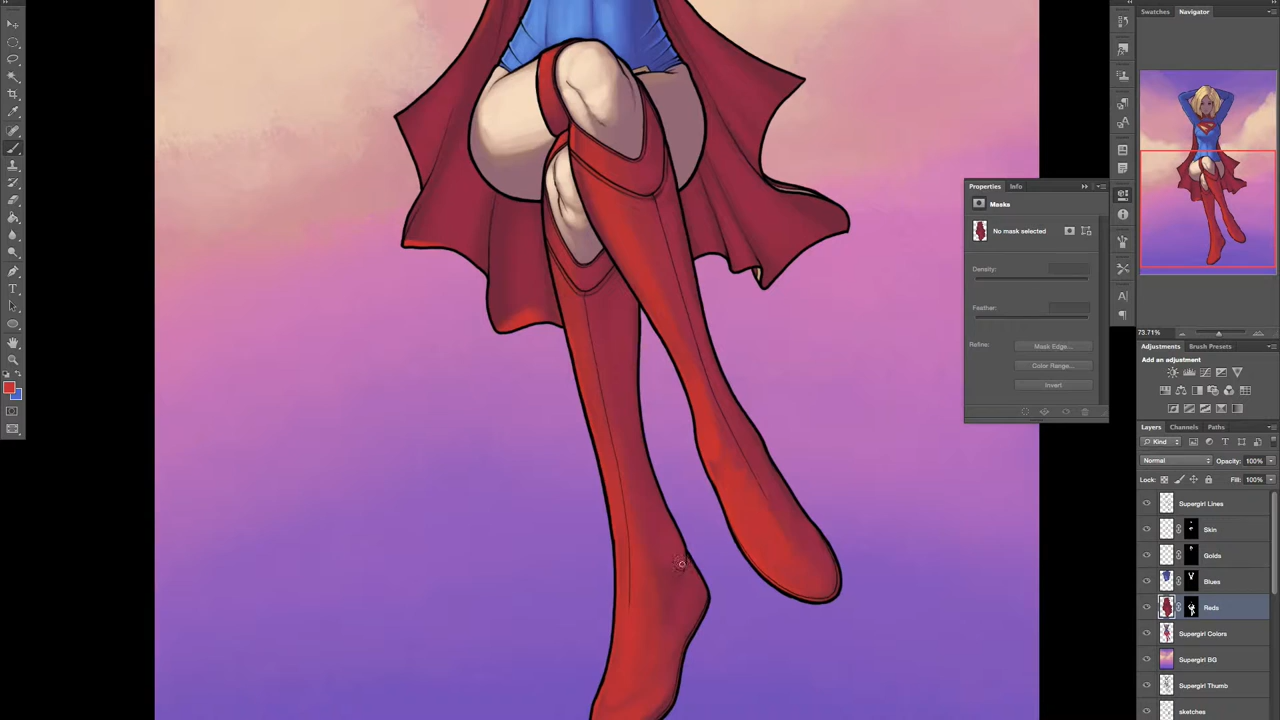 Swatches Navigator
73.71%
Properties Info
Masks
No mask selected
Density:
Feather:
Refine:
Mask Edge...
Color Range...
Invert
Adjustments Brush Presets
Add an adjustment
Layers Channels Paths
Kind
Normal Opacity: 100%
Lock: Fill: 100%
Supergirl Lines
Skin
Golds
Blues
Reds
Supergirl Colors
Supergirl BG
Supergirl Thumb
sketches